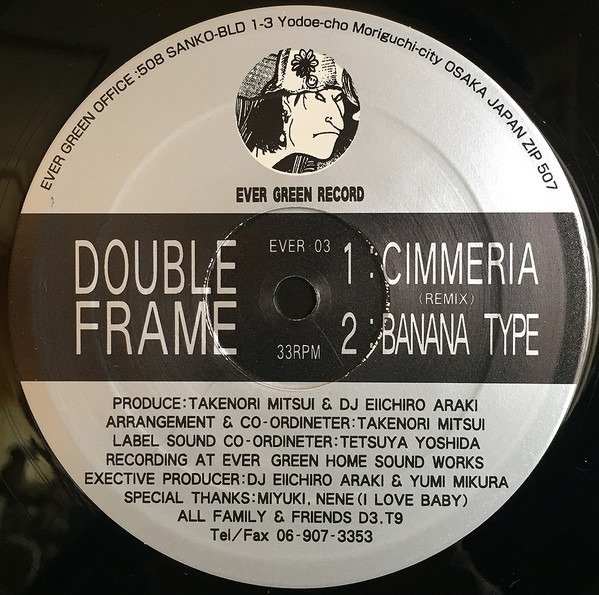 EVER GREEN OFFICE:508 SANKO-BLD 1-3 Yodoe-cho Moriguchi-city OSAKA JAPAN ZIP 507
EVER GREEN RECORD
DOUBLE FRAME
EVER 03
33RPM
1:CIMMERIA
(REMIX)
2:BANANA TYPE
PRODUCE:TAKENORI MITSUI & DJ EIICHIRO ARAKI
ARRANGEMENT & CO-ORDINETER:TAKENORI MITSUI
LABEL SOUND CO-ORDINETER:TETSUYA YOSHIDA
RECORDING AT EVER GREEN HOME SOUND WORKS
EXECTIVE PRODUCER:DJ EIICHIRO ARAKI & YUMI MIKURA
SPECIAL THANKS:MIYUKI, NENE(I LOVE BABY)
ALL FAMILY & FRIENDS D3.T9
Tel/Fax 06-907-3353